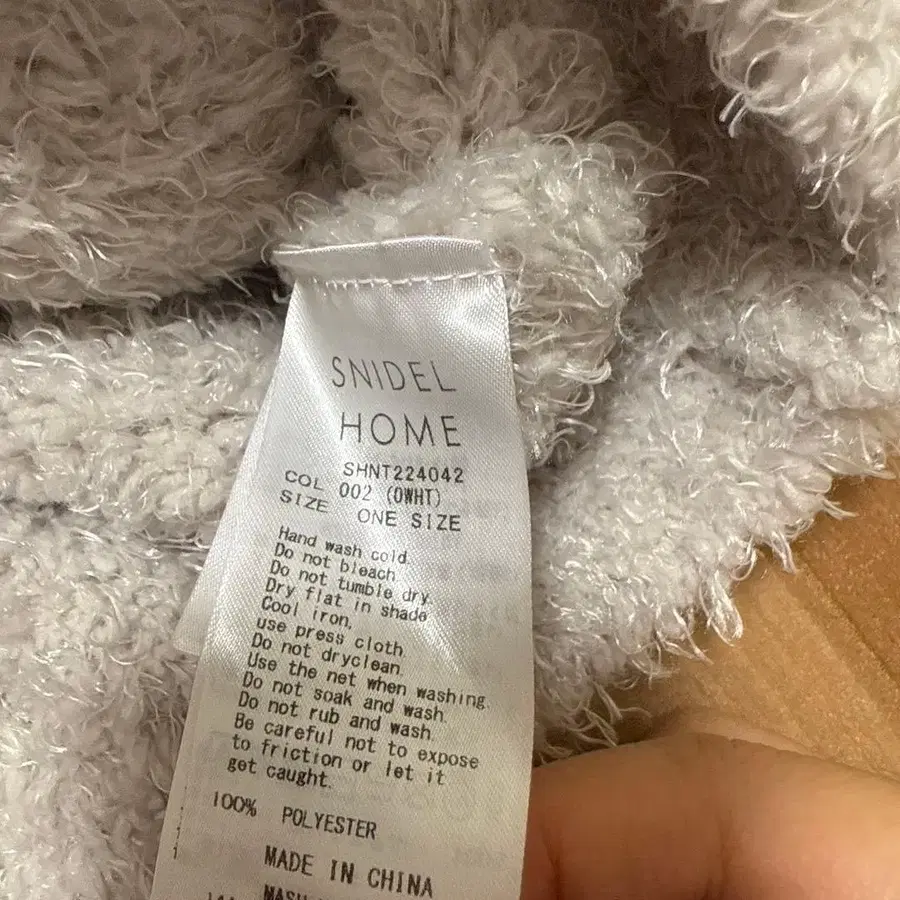 SNIDEL
HOME
SHNT224042
COL 002 (OWHT)
SIZE ONE SIZE
Hand wash cold.
Do not bleach
Do not tumble dry.
Dry flat in shade
Cool iron,
use press cloth.
Do not dryclean.
Use the net when washing.
Do not soak and wash.
Do not rub and wash.
Be careful not to expose
to friction or let it
get caught.
100% POLYESTER
MADE IN CHINA